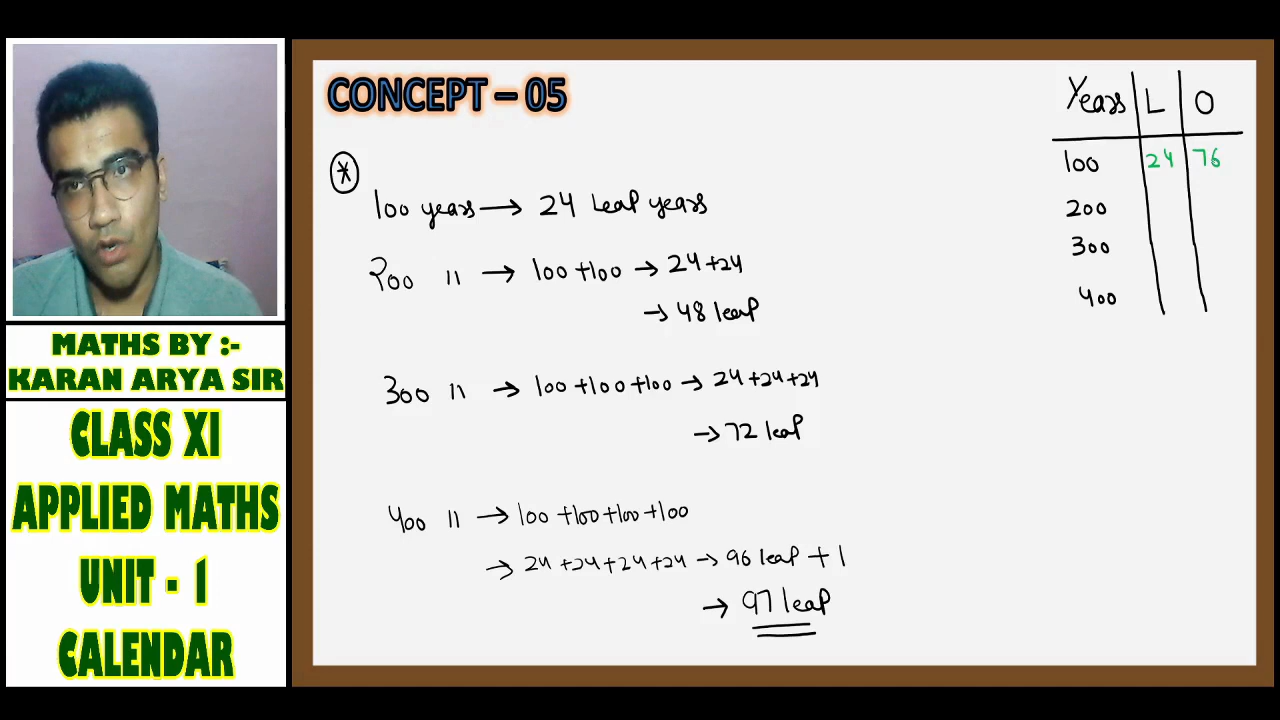 CONCEPT – 05
* 100 years → 24 leap years
200 〃 → 100 + 100 → 24 + 24
→ 48 leap
300 〃 → 100 + 100 + 100 → 24 + 24 + 24
→ 72 leap
400 〃 → 100 + 100 + 100 + 100
→ 24 + 24 + 24 + 24 → 96 leap + 1
→ 97 leap
Years L O
100 24 76
200
300
400
MATHS BY :-
KARAN ARYA SIR
CLASS XI
APPLIED MATHS
UNIT - 1
CALENDAR